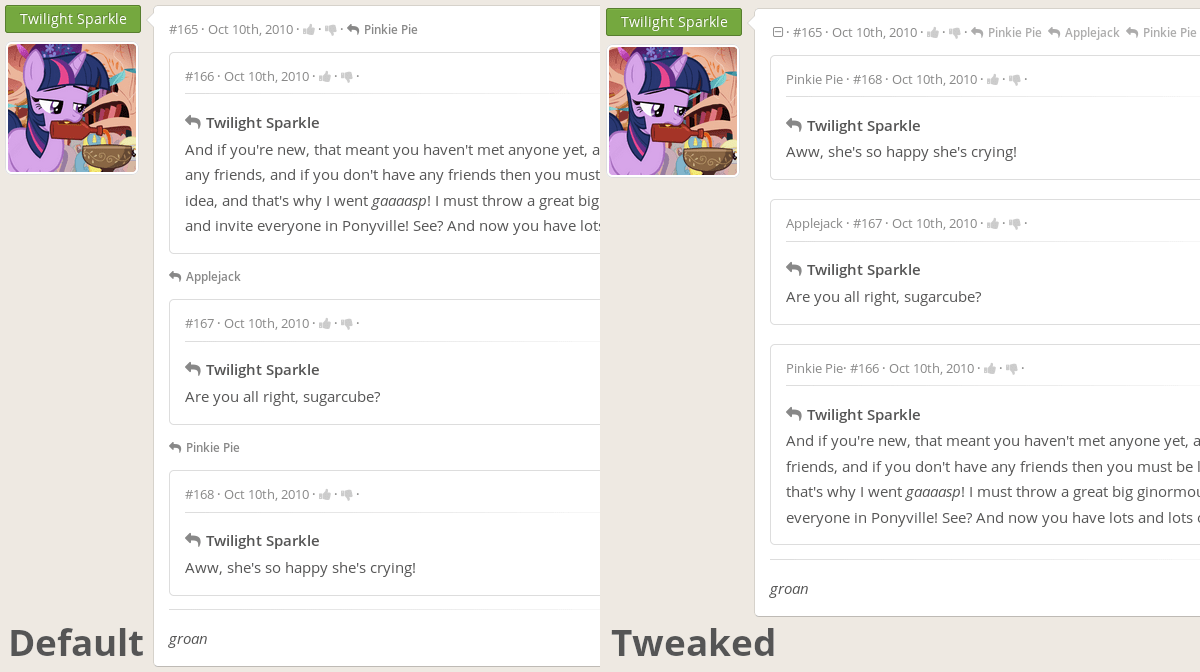 Twilight Sparkle
#165 · Oct 10th, 2010 · · · Pinkie Pie
#166 · Oct 10th, 2010 · · ·
Twilight Sparkle
And if you're new, that meant you haven't met anyone yet, a
any friends, and if you don't have any friends then you must
idea, and that's why I went gaaaasp! I must throw a great big
and invite everyone in Ponyville! See? And now you have lots
Applejack
#167 · Oct 10th, 2010 · · ·
Twilight Sparkle
Are you all right, sugarcube?
Pinkie Pie
#168 · Oct 10th, 2010 · · ·
Twilight Sparkle
Aww, she's so happy she's crying!
groan
Default
Twilight Sparkle
· #165 · Oct 10th, 2010 · · · Pinkie Pie Applejack Pinkie Pie
Pinkie Pie · #168 · Oct 10th, 2010 · · ·
Twilight Sparkle
Aww, she's so happy she's crying!
Applejack · #167 · Oct 10th, 2010 · · ·
Twilight Sparkle
Are you all right, sugarcube?
Pinkie Pie· #166 · Oct 10th, 2010 · · ·
Twilight Sparkle
And if you're new, that meant you haven't met anyone yet, a
friends, and if you don't have any friends then you must be l
that's why I went gaaaasp! I must throw a great big ginormou
everyone in Ponyville! See? And now you have lots and lots o
groan
Tweaked